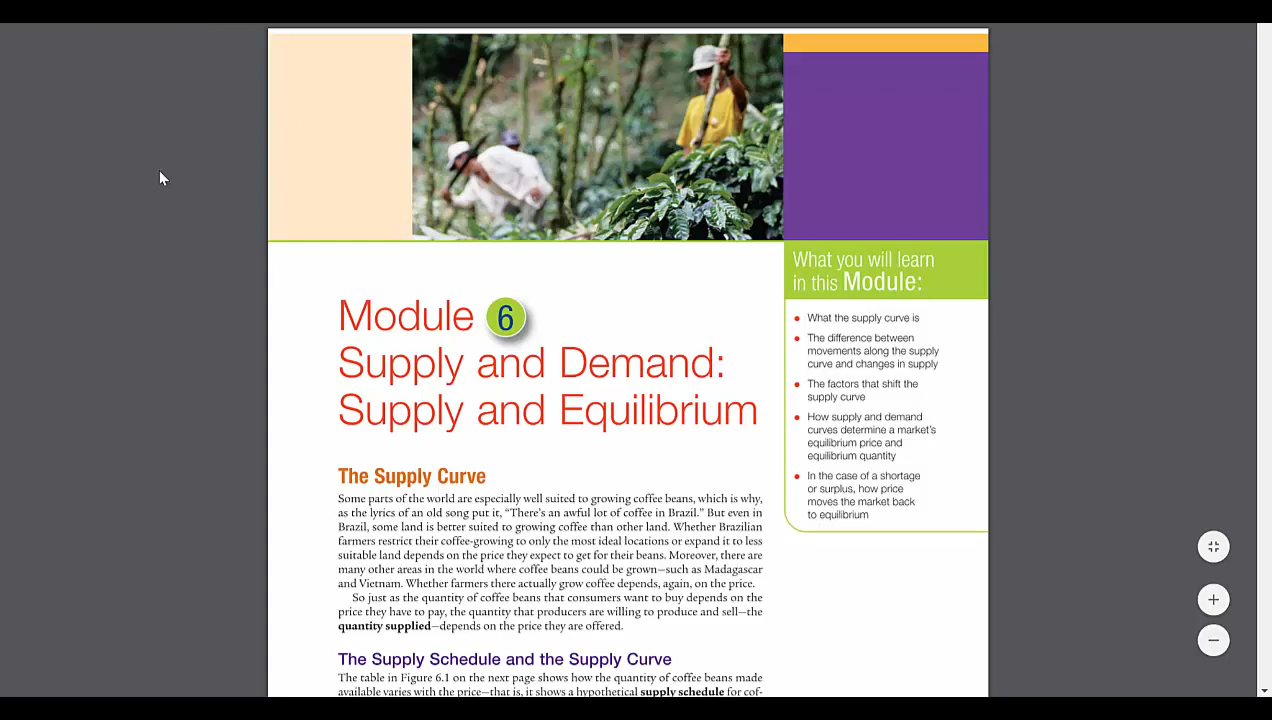 What you will learn
in this Module:
• What the supply curve is
• The difference between
movements along the supply
curve and changes in supply
• The factors that shift the
supply curve
• How supply and demand
curves determine a market's
equilibrium price and
equilibrium quantity
• In the case of a shortage
or surplus, how price
moves the market back
to equilibrium
Module 6
Supply and Demand:
Supply and Equilibrium
The Supply Curve
Some parts of the world are especially well suited to growing coffee beans, which is why,
as the lyrics of an old song put it, “There’s an awful lot of coffee in Brazil.” But even in
Brazil, some land is better suited to growing coffee than other land. Whether Brazilian
farmers restrict their coffee-growing to only the most ideal locations or expand it to less
suitable land depends on the price they expect to get for their beans. Moreover, there are
many other areas in the world where coffee beans could be grown—such as Madagascar
and Vietnam. Whether farmers there actually grow coffee depends, again, on the price.
So just as the quantity of coffee beans that consumers want to buy depends on the
price they have to pay, the quantity that producers are willing to produce and sell—the
quantity supplied—depends on the price they are offered.
The Supply Schedule and the Supply Curve
The table in Figure 6.1 on the next page shows how the quantity of coffee beans made
available varies with the price—that is, it shows a hypothetical supply schedule for cof-